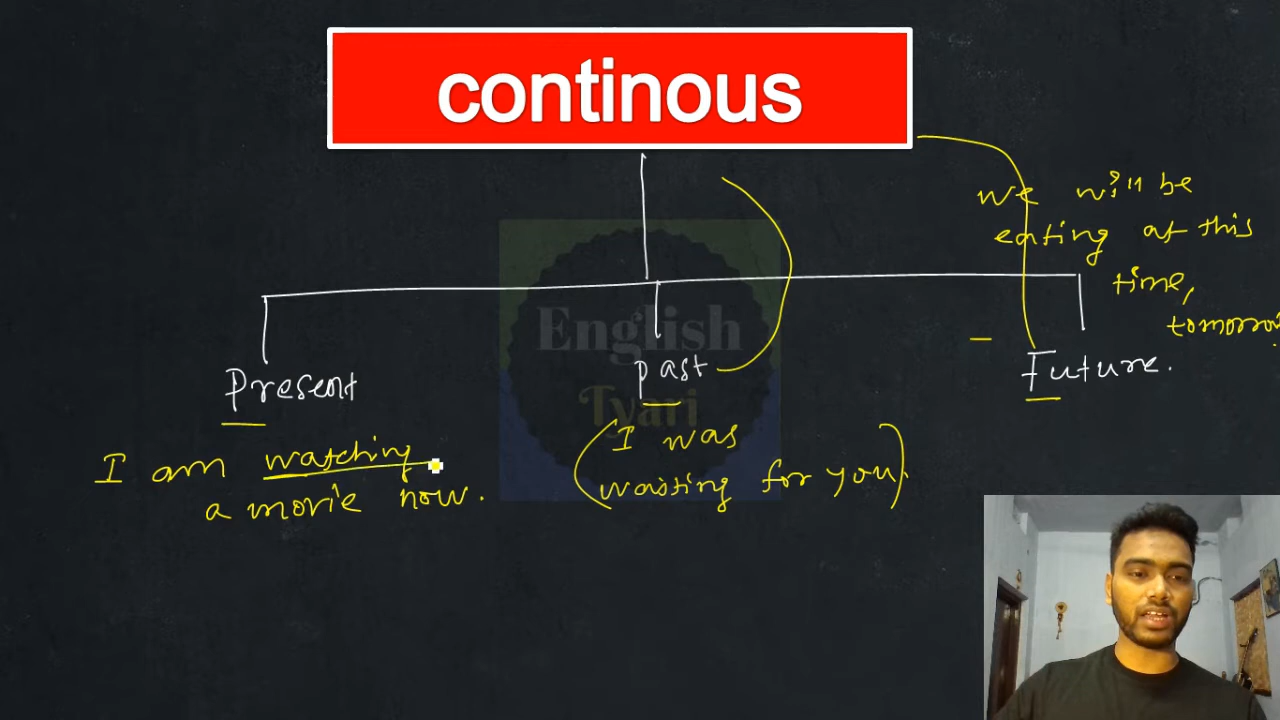 continous
we will be
eating at this
time,
tomorrow
English
Tyari
Present
past
Future.
I am watching
a movie now.
(I was
waiting for you.)